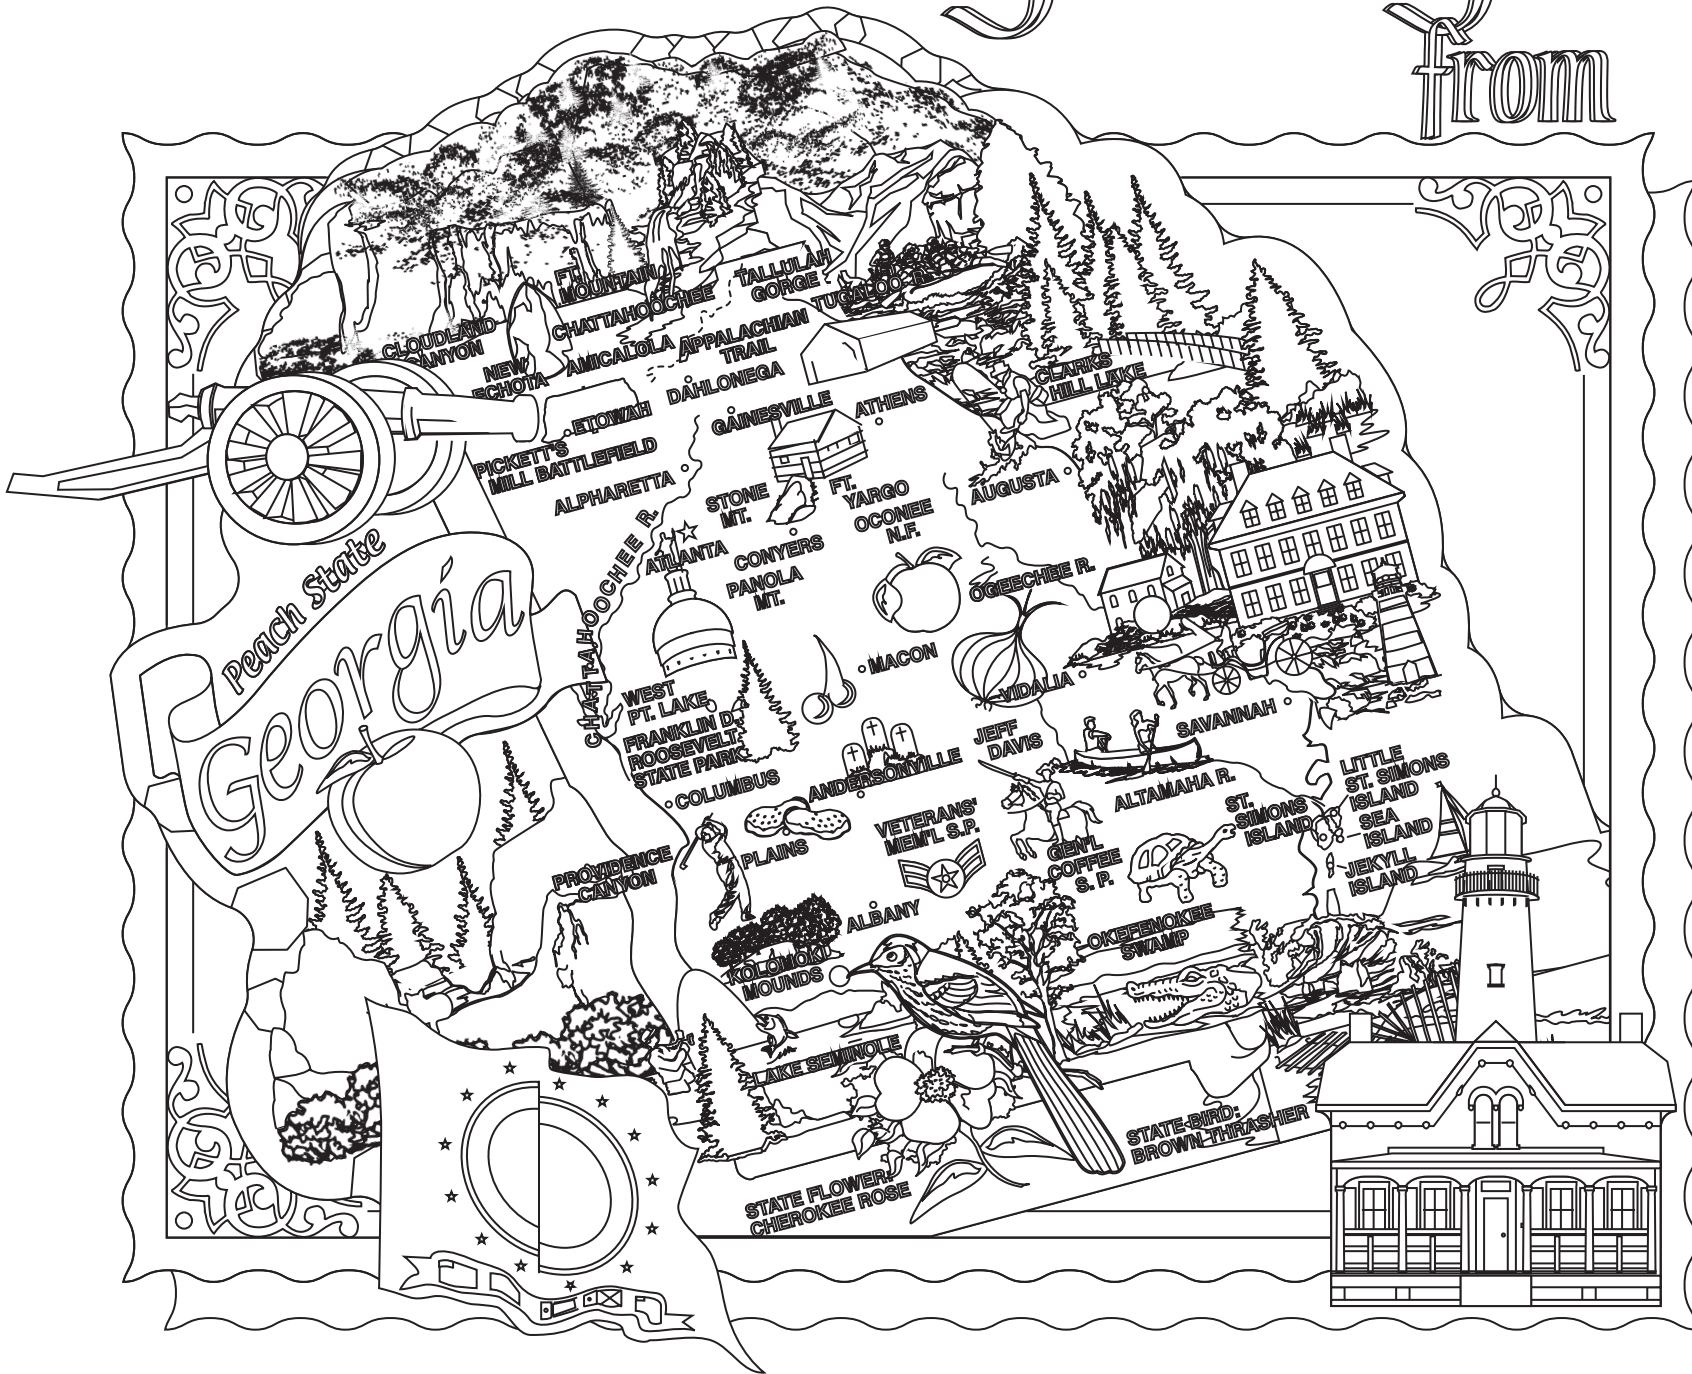 from
FT.
MOUNTAIN
TALLULAH
GORGE
TUGALOO
CHATTAHOOCHEE
CLOUDLAND
CANYON
NEW
ECHOTA
AMICALOLA
APPALACHIAN
TRAIL
CLARKS
HILL LAKE
DAHLONEGA
ETOWAH
GAINESVILLE
ATHENS
PICKETT'S
MILL BATTLEFIELD
ALPHARETTA
STONE
MT.
FT.
YARGO
OCONEE
N.F.
AUGUSTA
CHATTAHOOCHEE R.
ATLANTA
CONYERS
PANOLA
MT.
OGEECHEE R.
Peach State
Georgia
MACON
VIDALIA
WEST
PT. LAKE
FRANKLIN D.
ROOSEVELT
STATE PARK
COLUMBUS
JEFF
DAVIS
SAVANNAH
ANDERSONVILLE
ALTAMAHA R.
LITTLE
ST. SIMONS
ISLAND
SEA
ISLAND
JEKYLL
ISLAND
ST.
SIMONS
ISLAND
PLAINS
VETERANS'
MEM'L S.P.
GEN'L
COFFEE
S. P.
PROVIDENCE
CANYON
ALBANY
OKEFENOKEE
SWAMP
KOLOMOKI
MOUNDS
LAKE SEMINOLE
STATE BIRD:
BROWN THRASHER
STATE FLOWER:
CHEROKEE ROSE